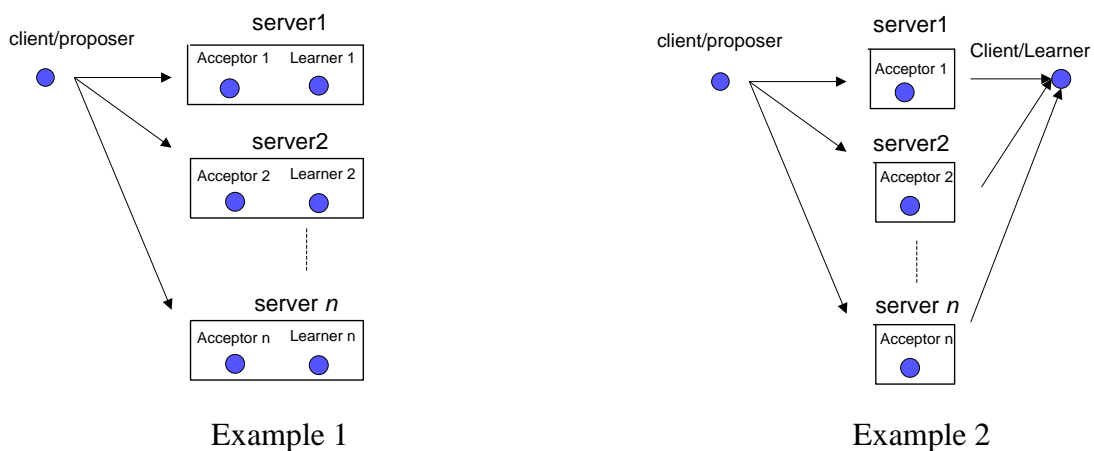 server1
client/proposer
Acceptor 1 Learner 1
server2
Acceptor 2 Learner 2
server n
Acceptor n Learner n
Example 1
server1
client/proposer
Client/Learner
Acceptor 1
server2
Acceptor 2
server n
Acceptor n
Example 2